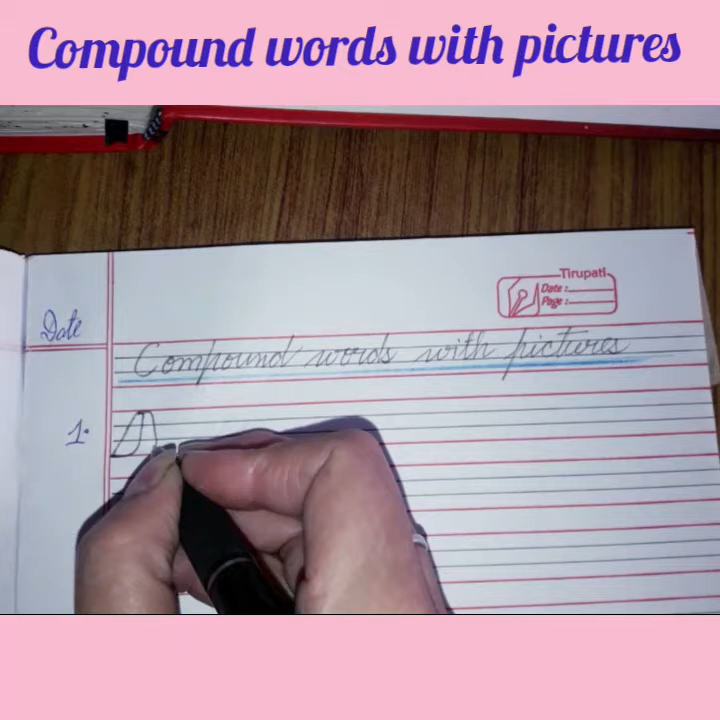 Compound words with pictures
Tirupati
Date:
Page:
Date
Compound words with pictures
1.